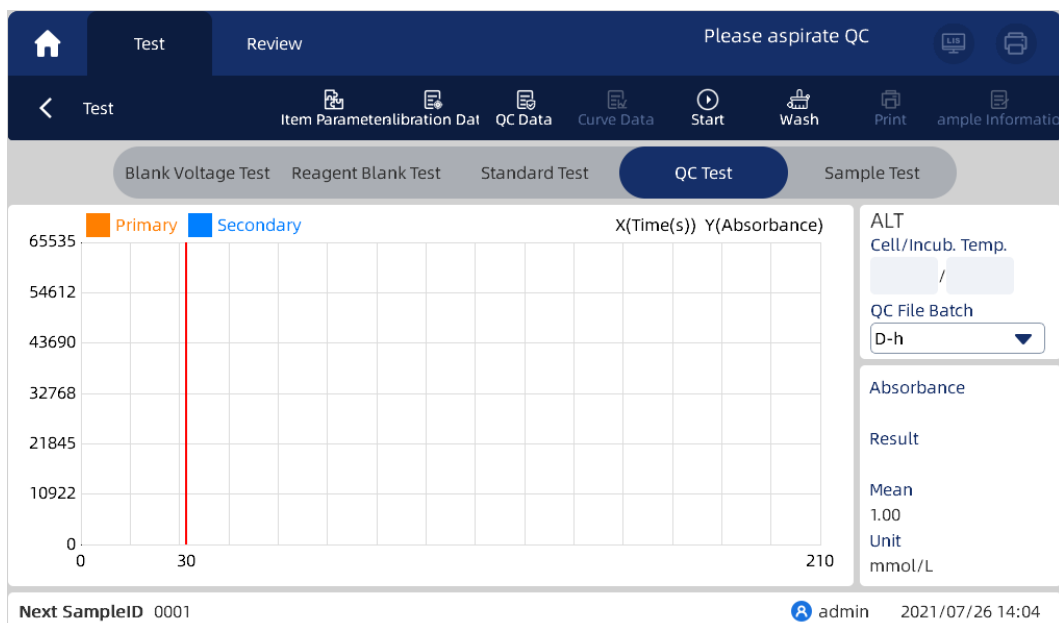 Test
Review
Please aspirate QC
LIS
Test
Item Parameter
alibration Dat
QC Data
Curve Data
Start
Wash
Print
ample Informatio
Blank Voltage Test
Reagent Blank Test
Standard Test
QC Test
Sample Test
Primary
Secondary
X(Time(s)) Y(Absorbance)
65535
54612
43690
32768
21845
10922
0
0
30
210
ALT
Cell/Incub. Temp.
/
QC File Batch
D-h
Absorbance
Result
Mean
1.00
Unit
mmol/L
Next SampleID 0001
admin
2021/07/26 14:04